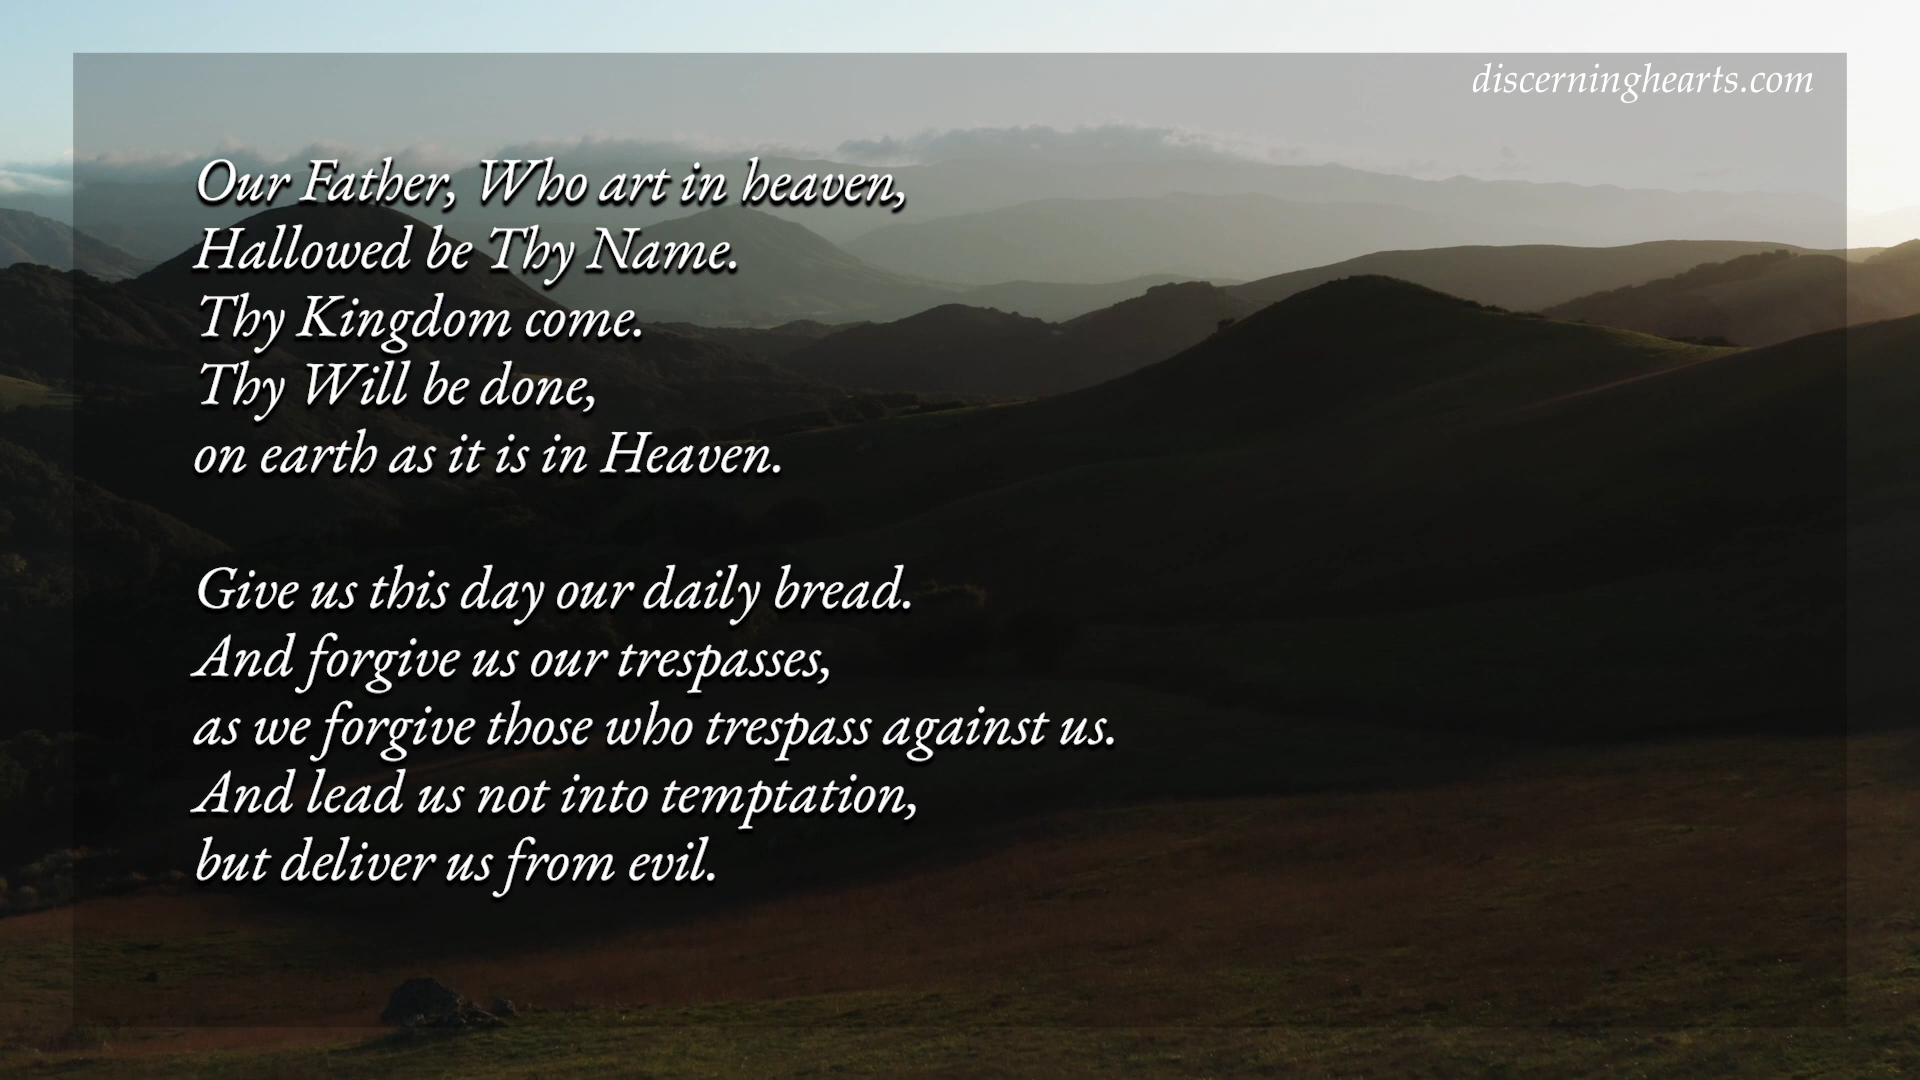 discerninghearts.com
Our Father, Who art in heaven,
Hallowed be Thy Name.
Thy Kingdom come.
Thy Will be done,
on earth as it is in Heaven.
Give us this day our daily bread.
And forgive us our trespasses,
as we forgive those who trespass against us.
And lead us not into temptation,
but deliver us from evil.